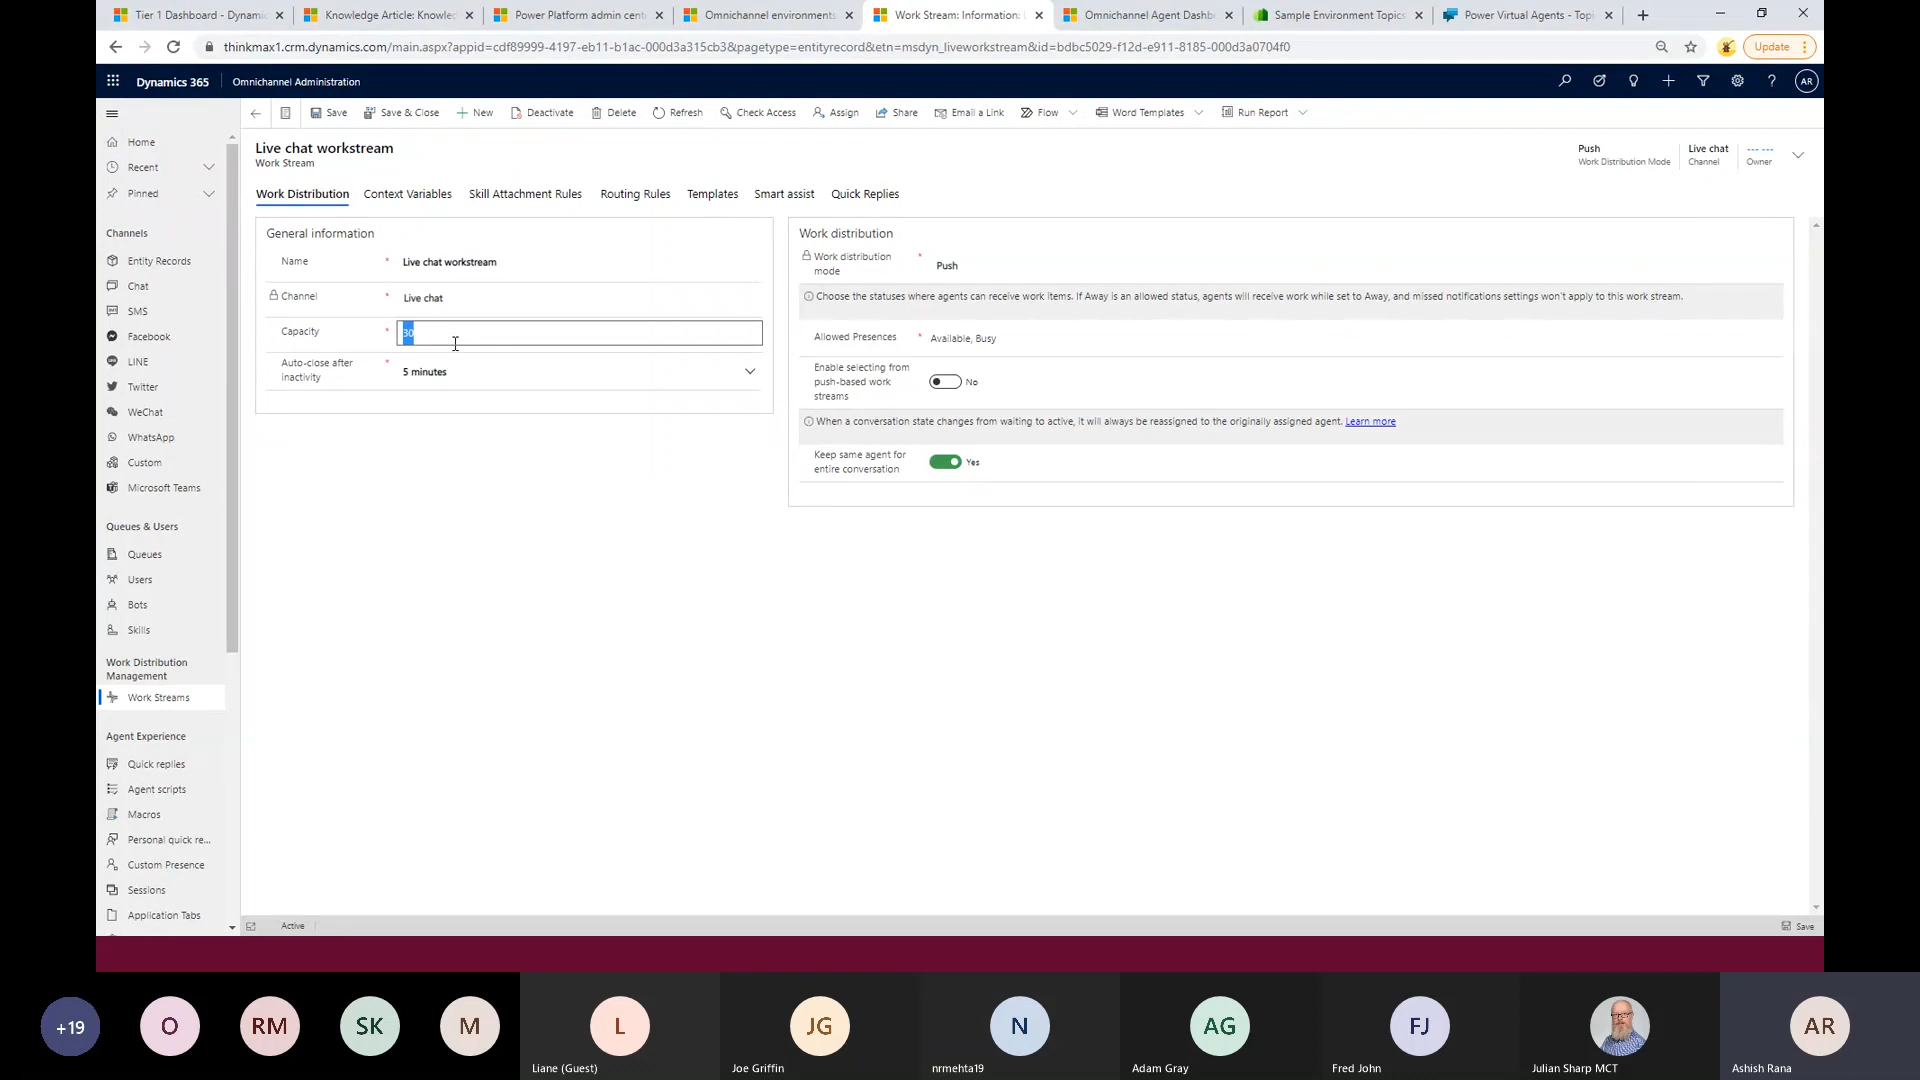 Tier 1 Dashboard - Dynamic
Knowledge Article: Knowled
Power Platform admin cent
Omnichannel environments
Work Stream: Information:
Omnichannel Agent Dashb
Sample Environment Topics
Power Virtual Agents - Topi
thinkmax1.crm.dynamics.com/main.aspx?appid=cdf89999-4197-eb11-b1ac-000d3a315cb3&pagetype=entityrecord&etn=msdyn_liveworkstream&id=bdbc5029-f12d-e911-8185-000d3a0704f0
Update
Dynamics 365
Omnichannel Administration
AR
Save
Save & Close
New
Deactivate
Delete
Refresh
Check Access
Assign
Share
Email a Link
Flow
Word Templates
Run Report
Home
Recent
Pinned
Channels
Entity Records
Chat
SMS
Facebook
LINE
Twitter
WeChat
WhatsApp
Custom
Microsoft Teams
Queues & Users
Queues
Users
Bots
Skills
Work Distribution
Management
Work Streams
Agent Experience
Quick replies
Agent scripts
Macros
Personal quick re...
Custom Presence
Sessions
Application Tabs
Live chat workstream
Work Stream
Push
Work Distribution Mode
Live chat
Channel
--- ---
Owner
Work Distribution
Context Variables
Skill Attachment Rules
Routing Rules
Templates
Smart assist
Quick Replies
General information
Name * Live chat workstream
Channel * Live chat
Capacity * 30
Auto-close after
inactivity
* 5 minutes
Work distribution
Work distribution
mode
* Push
Choose the statuses where agents can receive work items. If Away is an allowed status, agents will receive work while set to Away, and missed notifications settings won't apply to this work stream.
Allowed Presences * Available, Busy
Enable selecting from
push-based work
streams
No
When a conversation state changes from waiting to active, it will always be reassigned to the originally assigned agent. Learn more
Keep same agent for
entire conversation
Yes
Active
Save
+19
O
RM
SK
M
L
Liane (Guest)
JG
Joe Griffin
N
nrmehta19
AG
Adam Gray
FJ
Fred John
Julian Sharp MCT
AR
Ashish Rana